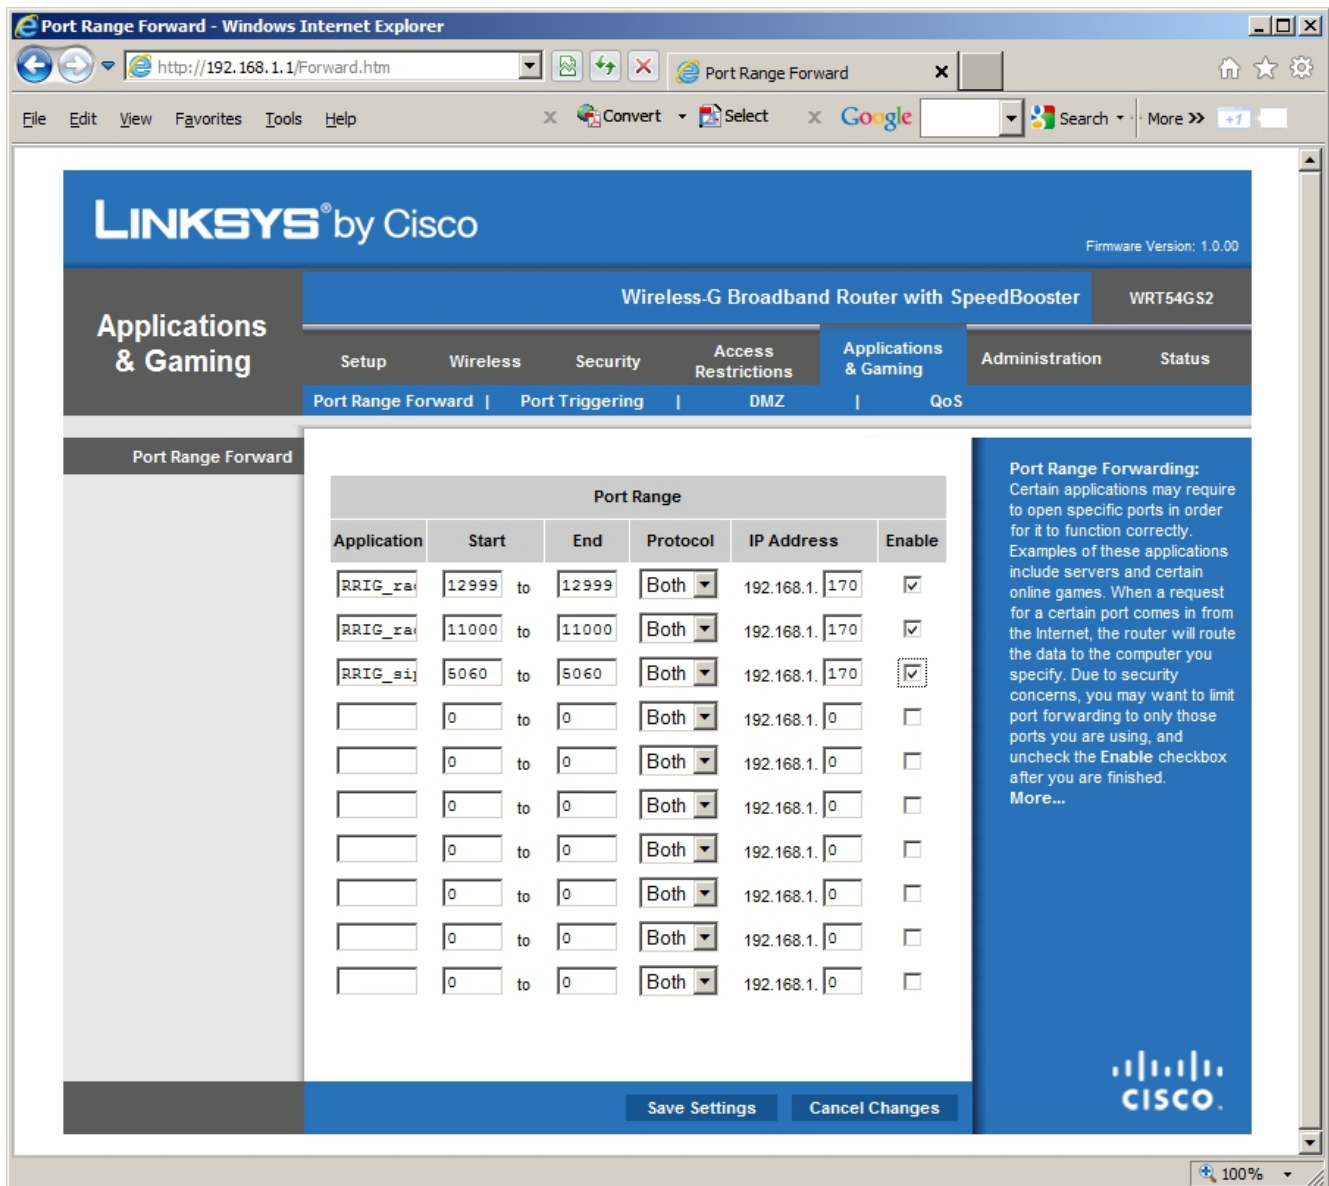 Port Range Forward - Windows Internet Explorer
http://192.168.1.1/Forward.htm
Port Range Forward
File Edit View Favorites Tools Help
x Convert Select x Google Search More >> +1
LINKSYS® by Cisco
Firmware Version: 1.0.00
Wireless-G Broadband Router with SpeedBooster WRT54GS2
Applications
& Gaming
Setup Wireless Security Access Restrictions Applications & Gaming Administration Status
Port Range Forward | Port Triggering | DMZ | QoS
Port Range Forward
Port Range
Application Start End Protocol IP Address Enable
RRIG_ra 12999 to 12999 Both 192.168.1. 170
RRIG_ra 11000 to 11000 Both 192.168.1. 170
RRIG_si 5060 to 5060 Both 192.168.1. 170
0 to 0 Both 192.168.1. 0
0 to 0 Both 192.168.1. 0
0 to 0 Both 192.168.1. 0
0 to 0 Both 192.168.1. 0
0 to 0 Both 192.168.1. 0
0 to 0 Both 192.168.1. 0
0 to 0 Both 192.168.1. 0
Port Range Forwarding:
Certain applications may require
to open specific ports in order
for it to function correctly.
Examples of these applications
include servers and certain
online games. When a request
for a certain port comes in from
the Internet, the router will route
the data to the computer you
specify. Due to security
concerns, you may want to limit
port forwarding to only those
ports you are using, and
uncheck the Enable checkbox
after you are finished.
More...
Save Settings Cancel Changes
CISCO.
100%